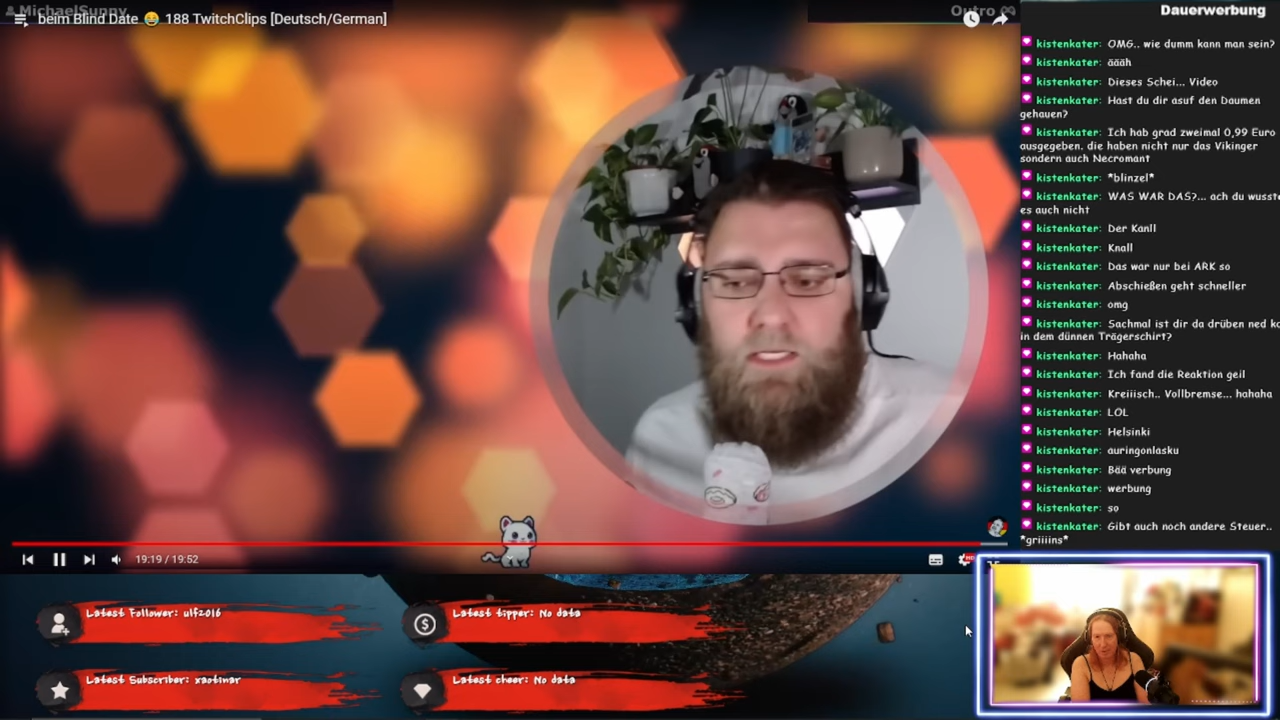 MichaelSunny
beim Blind Date 😂 188 TwitchClips [Deutsch/German]
Outro
19:19 / 19:52
Dauerwerbung
kistenkater: OMG.. wie dumm kann man sein?
kistenkater: äääh
kistenkater: Dieses Schei... Video
kistenkater: Hast du dir asuf den Daumen
gehauen?
kistenkater: Ich hab grad zweimal 0,99 Euro
ausgegeben. die haben nicht nur das Vikinger
sondern auch Necromant
kistenkater: *blinzel*
kistenkater: WAS WAR DAS?... ach du wusst
es auch nicht
kistenkater: Der Kanll
kistenkater: Knall
kistenkater: Das war nur bei ARK so
kistenkater: Abschießen geht schneller
kistenkater: omg
kistenkater: Sachmal ist dir da drüben ned k
in dem dünnen Trägerschirt?
kistenkater: Hahaha
kistenkater: Ich fand die Reaktion geil
kistenkater: Kreiiisch.. Vollbremse... hahaha
kistenkater: LOL
kistenkater: Helsinki
kistenkater: auringonlasku
kistenkater: Bää verbung
kistenkater: werbung
kistenkater: so
kistenkater: Gibt auch noch andere Steuer..
*griiiins*
Latest Follower: ulf2016
Latest tipper: No data
Latest Subscriber: xaotinar
Latest cheer: No data